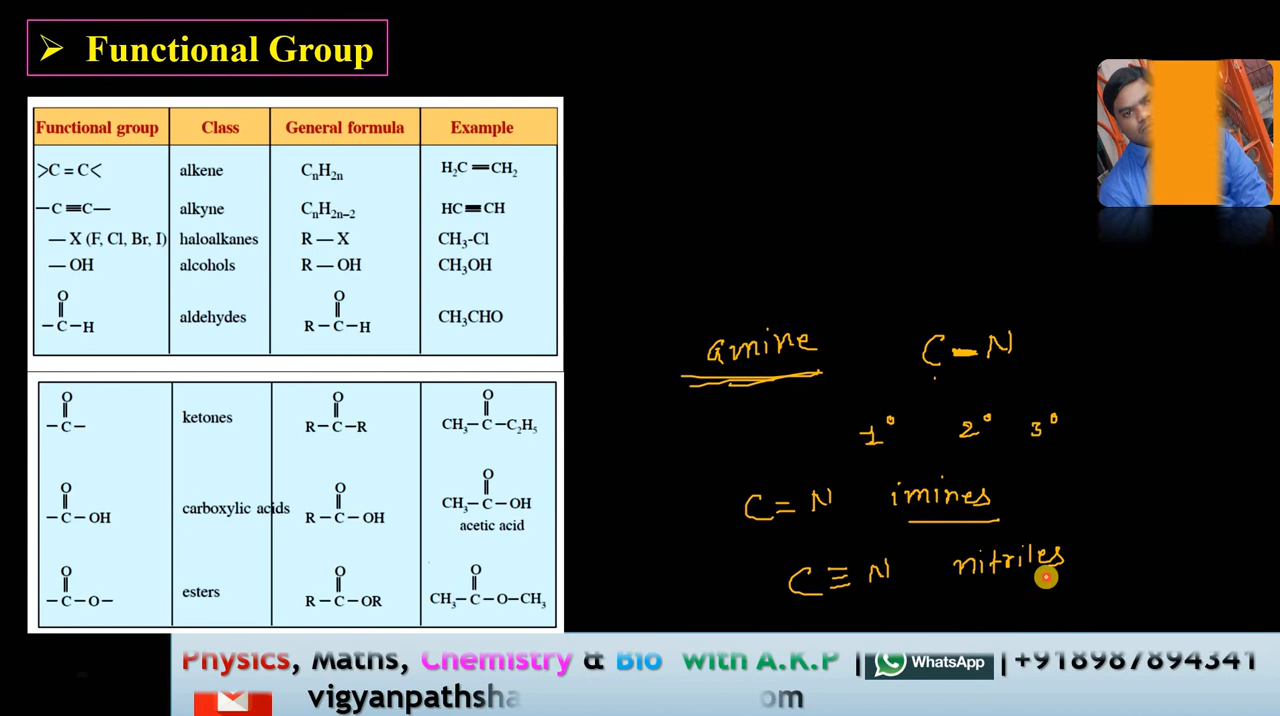 ➢ Functional Group
Functional group Class General formula Example
>C = C< alkene CₙH₂ₙ H₂C ═ CH₂
—C ≡ C— alkyne CₙH₂ₙ₋₂ HC ≡ CH
— X (F, Cl, Br, I) haloalkanes R — X CH₃-Cl
— OH alcohols R — OH CH₃OH
O O
|| ||
— C — H aldehydes R — C — H CH₃CHO
O O O
|| || ||
— C — ketones R — C — R CH₃ — C — C₂H₅
O O O
|| || ||
— C — OH carboxylic acids R — C — OH CH₃ — C — OH
acetic acid
O O O
|| || ||
— C — O — esters R — C — OR CH₃ — C — O — CH₃
amine C — N
1° 2° 3°
C = N imines
C ≡ N nitriles
Physics, Maths, Chemistry & Bio with A.K.P | WhatsApp |+918987894341
vigyanpathsha om